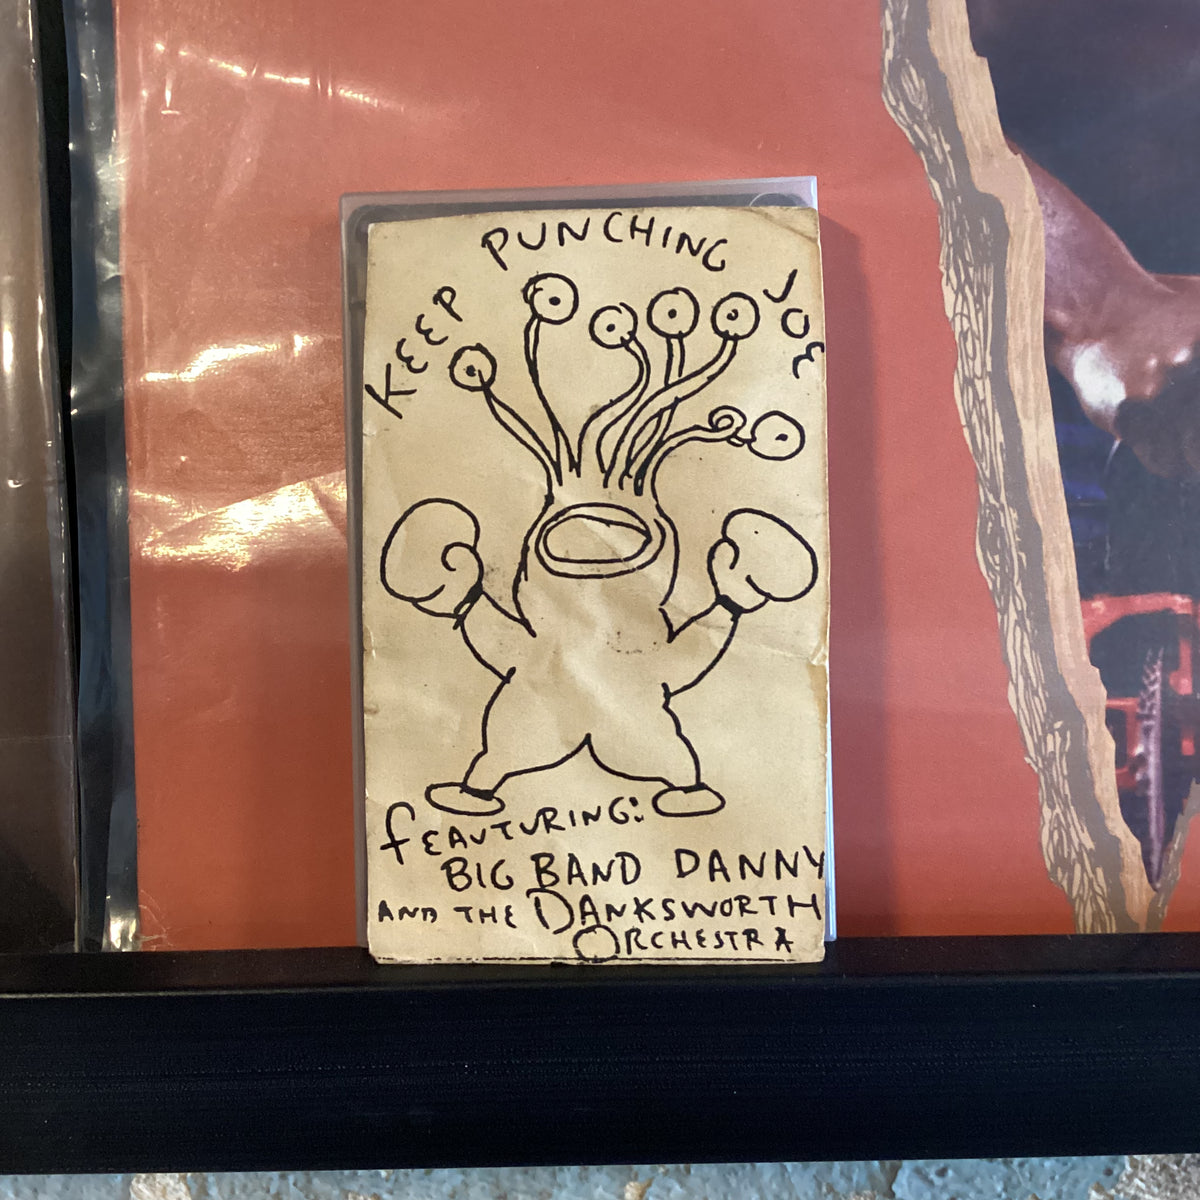 KEEP PUNCHING JOE
fEAUTURING:
BIG BAND DANNY
AND THE DANKSWORTH
ORCHESTRA